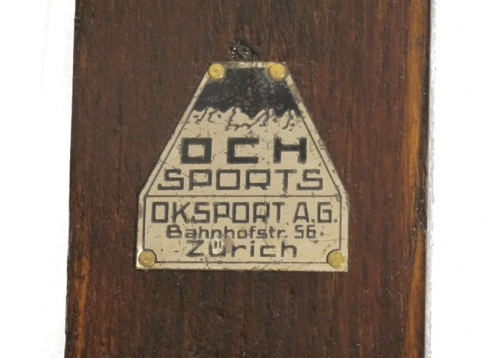 OCH
SPORTS
OKSPORT A.G.
Bahnhofstr. 56.
Zürich